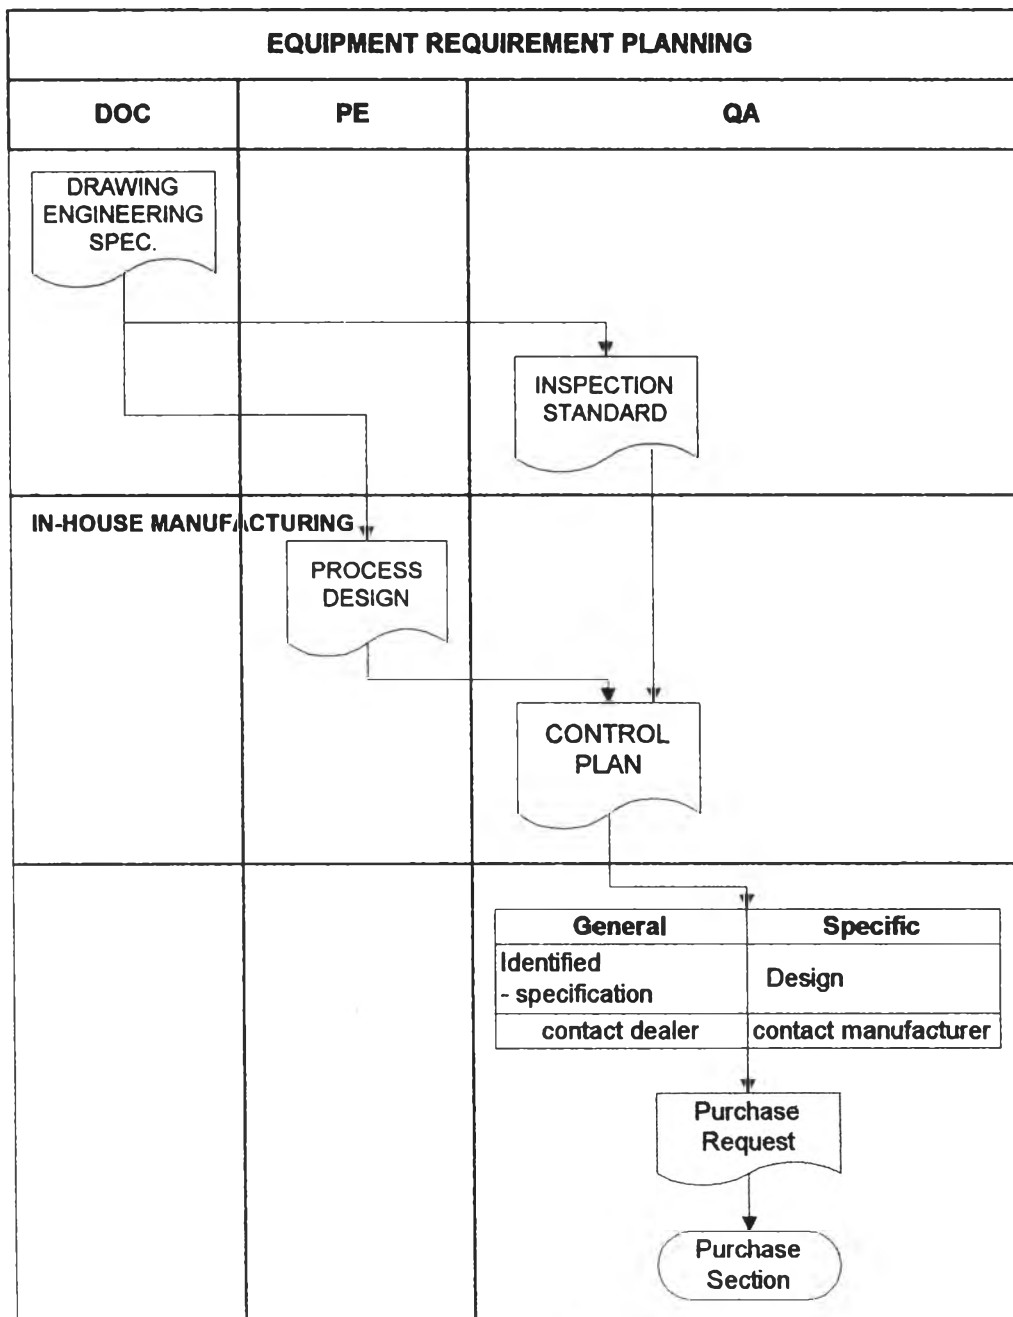 EQUIPMENT REQUIREMENT PLANNING
DOC
PE
QA
DRAWING
ENGINEERING
SPEC.
INSPECTION
STANDARD
IN-HOUSE MANUFACTURING
PROCESS
DESIGN
CONTROL
PLAN
General
Specific
Identified
- specification
Design
contact dealer
contact manufacturer
Purchase
Request
Purchase
Section